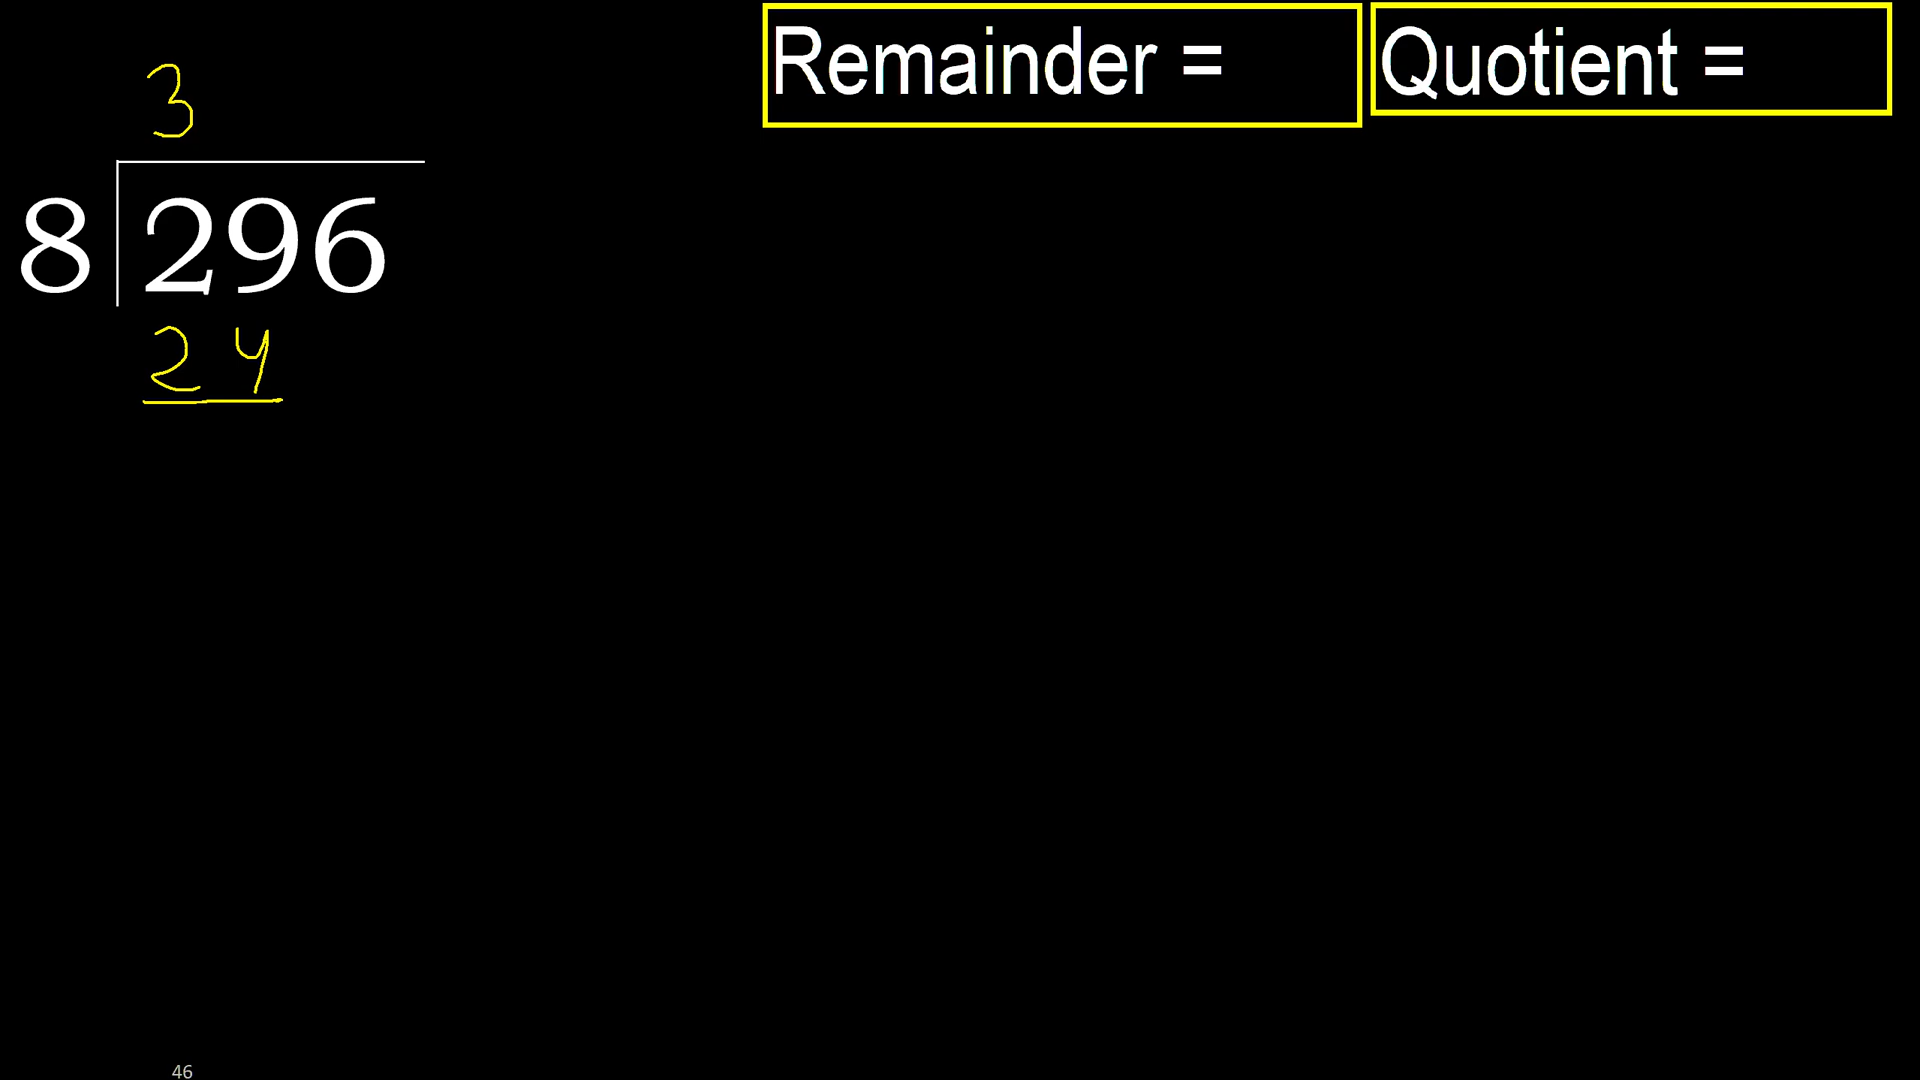 Remainder = Quotient =
3
8 296
24
46